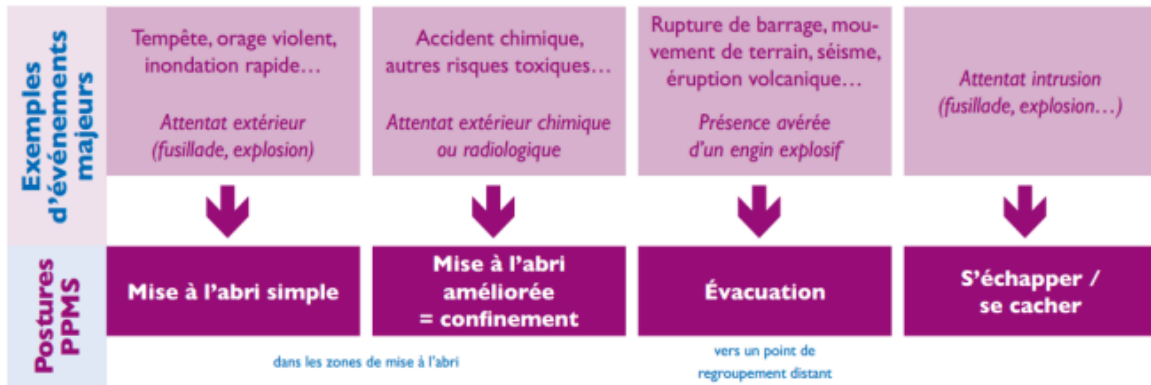 Exemples
d'événements
majeurs
Tempête, orage violent,
inondation rapide…
Attentat extérieur
(fusillade, explosion)
Accident chimique,
autres risques toxiques…
Attentat extérieur chimique
ou radiologique
Rupture de barrage, mou-
vement de terrain, séisme,
éruption volcanique…
Présence avérée
d'un engin explosif
Attentat intrusion
(fusillade, explosion…)
Postures
PPMS
Mise à l'abri simple
Mise à l'abri
améliorée
= confinement
Évacuation
S'échapper /
se cacher
dans les zones de mise à l'abri
vers un point de
regroupement distant